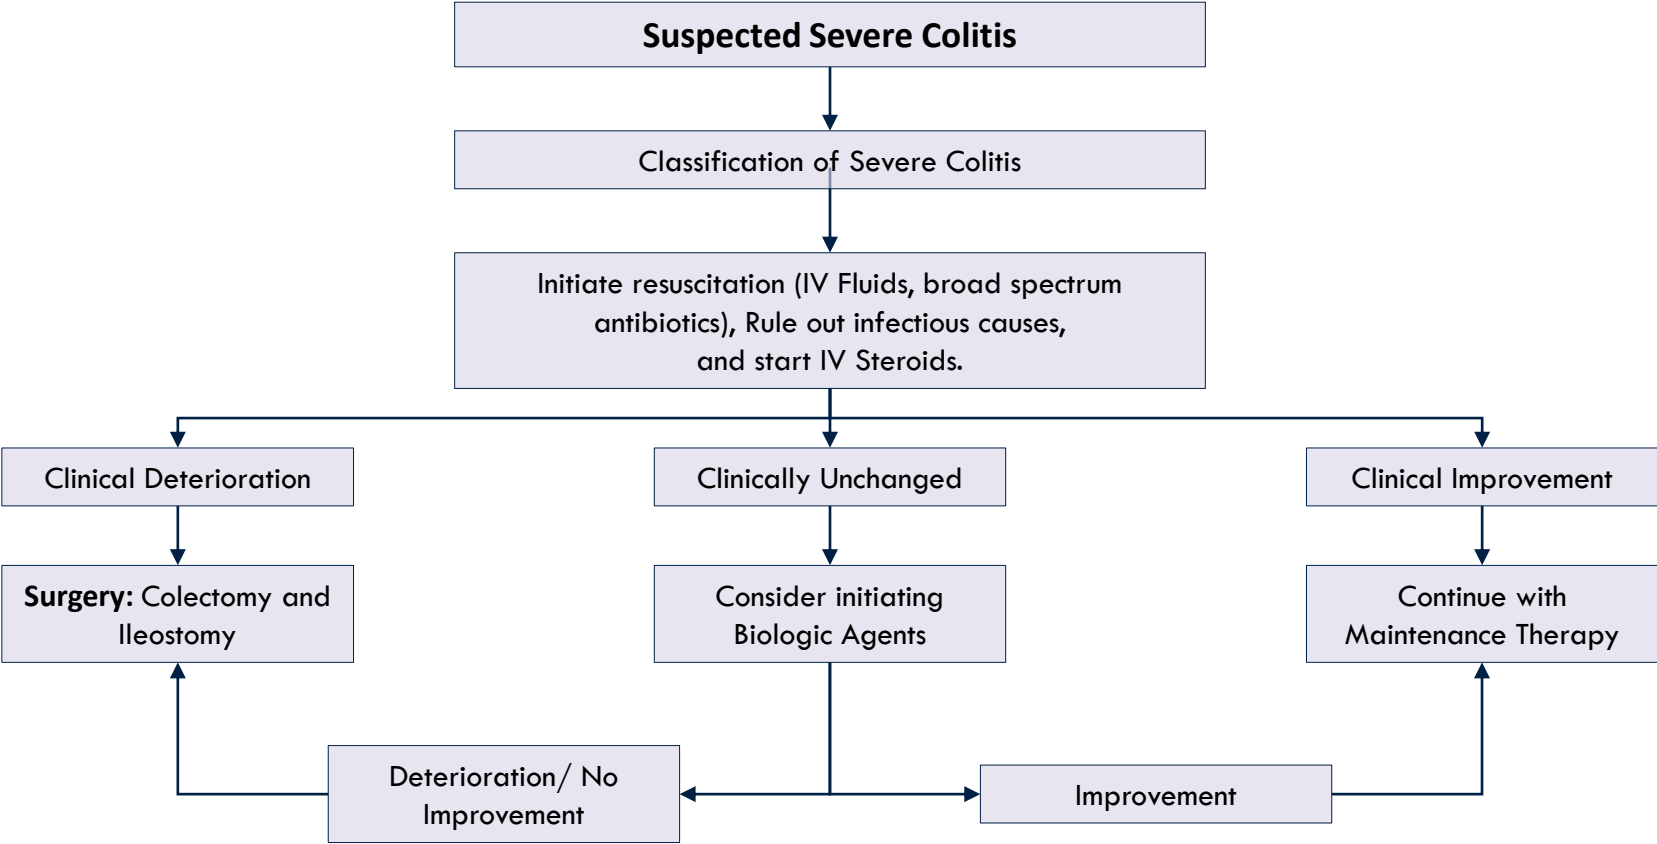 Suspected Severe Colitis
Classification of Severe Colitis
Initiate resuscitation (IV Fluids, broad spectrum
antibiotics), Rule out infectious causes,
and start IV Steroids.
Clinical Deterioration
Clinically Unchanged
Clinical Improvement
Surgery: Colectomy and
Ileostomy
Consider initiating
Biologic Agents
Continue with
Maintenance Therapy
Deterioration/ No
Improvement
Improvement